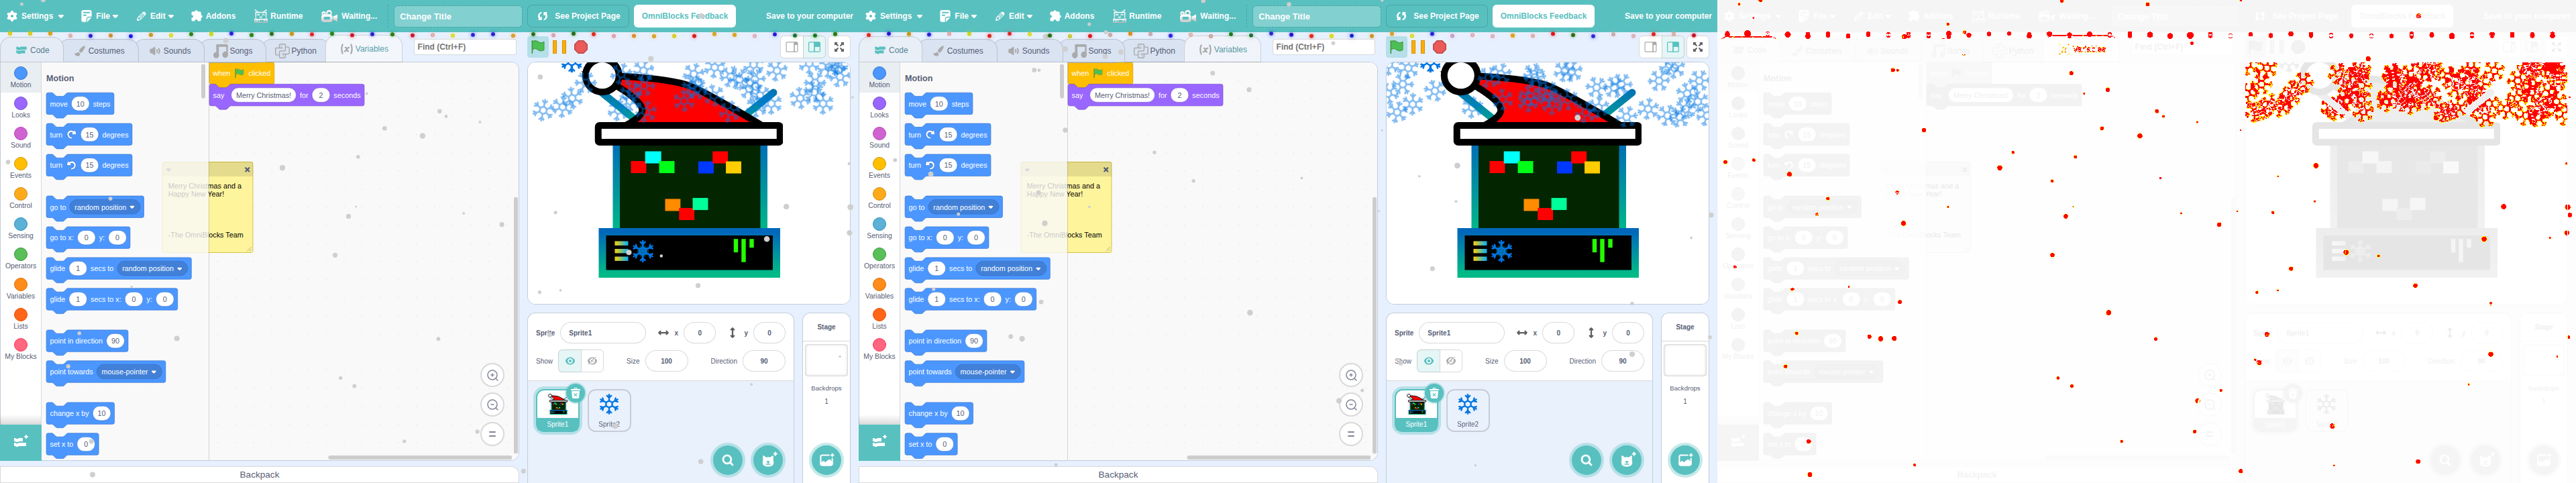 Settings File Edit Addons Runtime Waiting... Change Title See Project Page OmniBlocks Feedback Save to your computer
Code Costumes Sounds Songs Python (x) Variables Find (Ctrl+F)
Motion
Looks
Sound
Events
Control
Sensing
Operators
Variables
Lists
My Blocks
Motion
move 10 steps
turn 15 degrees
turn 15 degrees
go to random position
go to x: 0 y: 0
glide 1 secs to random position
glide 1 secs to x: 0 y: 0
point in direction 90
point towards mouse-pointer
change x by 10
set x to 0
when clicked
say Merry Christmas! for 2 seconds
Merry Christmas and a
Happy New Year!
-The OmniBlocks Team
Backpack
Sprite Sprite1 x 0 y 0
Show Size 100 Direction 90
Sprite1
Sprite2
Stage
Backdrops
1
Settings File Edit Addons Runtime Waiting... Change Title See Project Page OmniBlocks Feedback Save to your computer
Code Costumes Sounds Songs Python (x) Variables Find (Ctrl+F)
Motion
Looks
Sound
Events
Control
Sensing
Operators
Variables
Lists
My Blocks
Motion
move 10 steps
turn 15 degrees
turn 15 degrees
go to random position
go to x: 0 y: 0
glide 1 secs to random position
glide 1 secs to x: 0 y: 0
point in direction 90
point towards mouse-pointer
change x by 10
set x to 0
when clicked
say Merry Christmas! for 2 seconds
Merry Christmas and a
Happy New Year!
-The OmniBlocks Team
Backpack
Sprite Sprite1 x 0 y 0
Show Size 100 Direction 90
Sprite1
Sprite2
Stage
Backdrops
1
Variables
Backpack